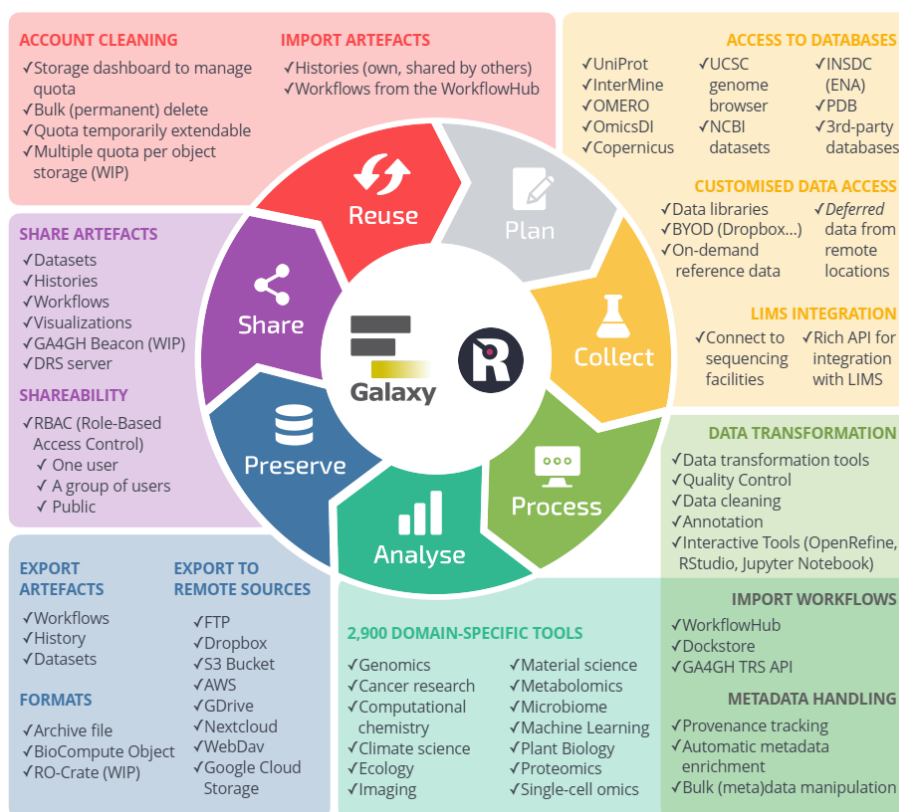 ACCOUNT CLEANING
✓Storage dashboard to manage
quota
✓Bulk (permanent) delete
✓Quota temporarily extendable
✓Multiple quota per object
storage (WIP)
IMPORT ARTEFACTS
✓Histories (own, shared by others)
✓Workflows from the WorkflowHub
ACCESS TO DATABASES
✓UniProt
✓InterMine
✓OMERO
✓OmicsDI
✓Copernicus
✓UCSC
genome
browser
✓NCBI
datasets
✓INSDC
(ENA)
✓PDB
✓3rd-party
databases
CUSTOMISED DATA ACCESS
✓Data libraries
✓BYOD (Dropbox...)
✓On-demand
reference data
✓Deferred
data from
remote
locations
LIMS INTEGRATION
✓Connect to
sequencing
facilities
✓Rich API for
integration
with LIMS
SHARE ARTEFACTS
✓Datasets
✓Histories
✓Workflows
✓Visualizations
✓GA4GH Beacon (WIP)
✓DRS server
SHAREABILITY
✓RBAC (Role-Based
Access Control)
✓ One user
✓ A group of users
✓ Public
Reuse
Plan
Share
Collect
Galaxy
R
Preserve
Process
Analyse
DATA TRANSFORMATION
✓Data transformation tools
✓Quality Control
✓Data cleaning
✓Annotation
✓Interactive Tools (OpenRefine,
RStudio, Jupyter Notebook)
EXPORT
ARTEFACTS
✓Workflows
✓History
✓Datasets
FORMATS
✓Archive file
✓BioCompute Object
✓RO-Crate (WIP)
EXPORT TO
REMOTE SOURCES
✓FTP
✓Dropbox
✓S3 Bucket
✓AWS
✓GDrive
✓Nextcloud
✓WebDav
✓Google Cloud
Storage
2,900 DOMAIN-SPECIFIC TOOLS
✓Genomics
✓Cancer research
✓Computational
chemistry
✓Climate science
✓Ecology
✓Imaging
✓Material science
✓Metabolomics
✓Microbiome
✓Machine Learning
✓Plant Biology
✓Proteomics
✓Single-cell omics
IMPORT WORKFLOWS
✓WorkflowHub
✓Dockstore
✓GA4GH TRS API
METADATA HANDLING
✓Provenance tracking
✓Automatic metadata
enrichment
✓Bulk (meta)data manipulation